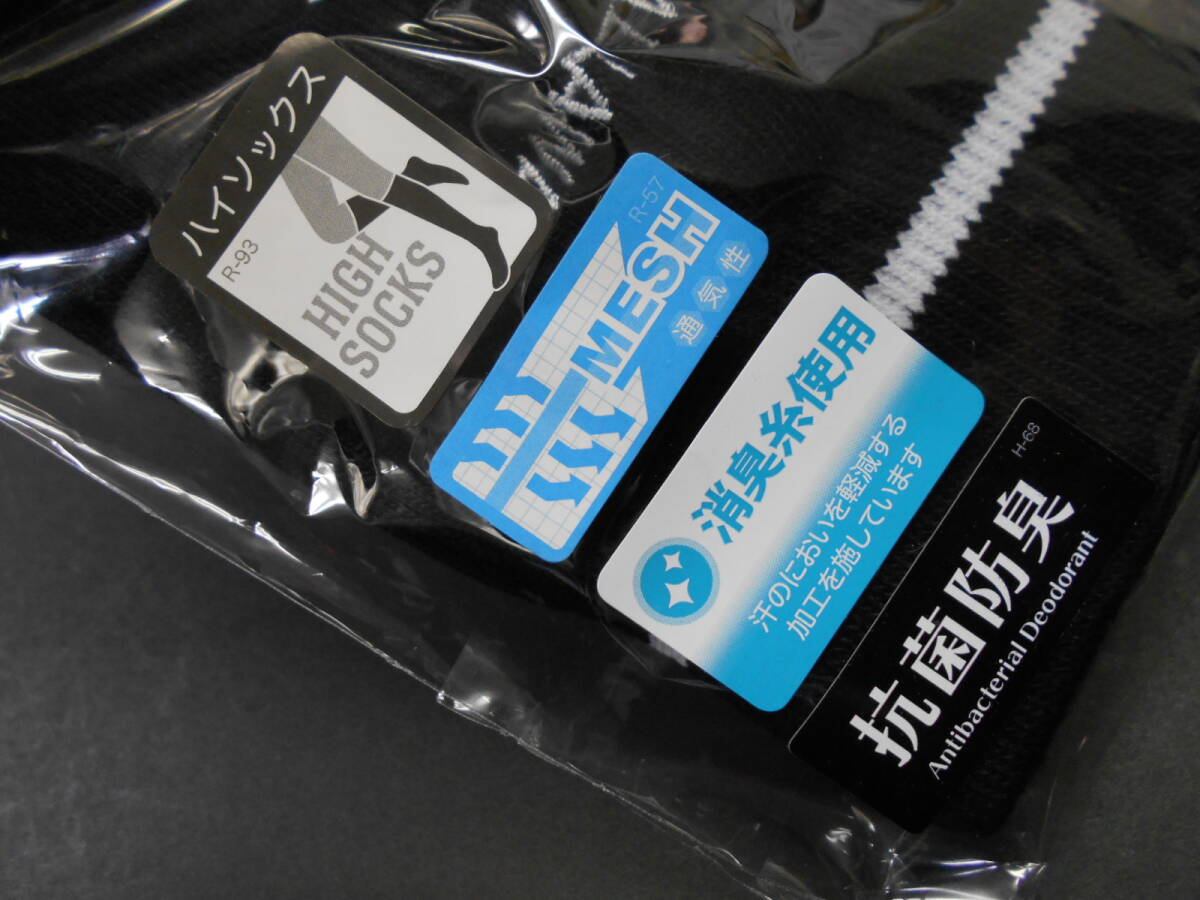 ハイソックス
R-93
HIGH
SOCKS
R-57
MESH
通気性
消臭糸使用
汗のにおいを軽減する
加工を施しています
H-68
抗菌防臭
Antibacterial Deodorant